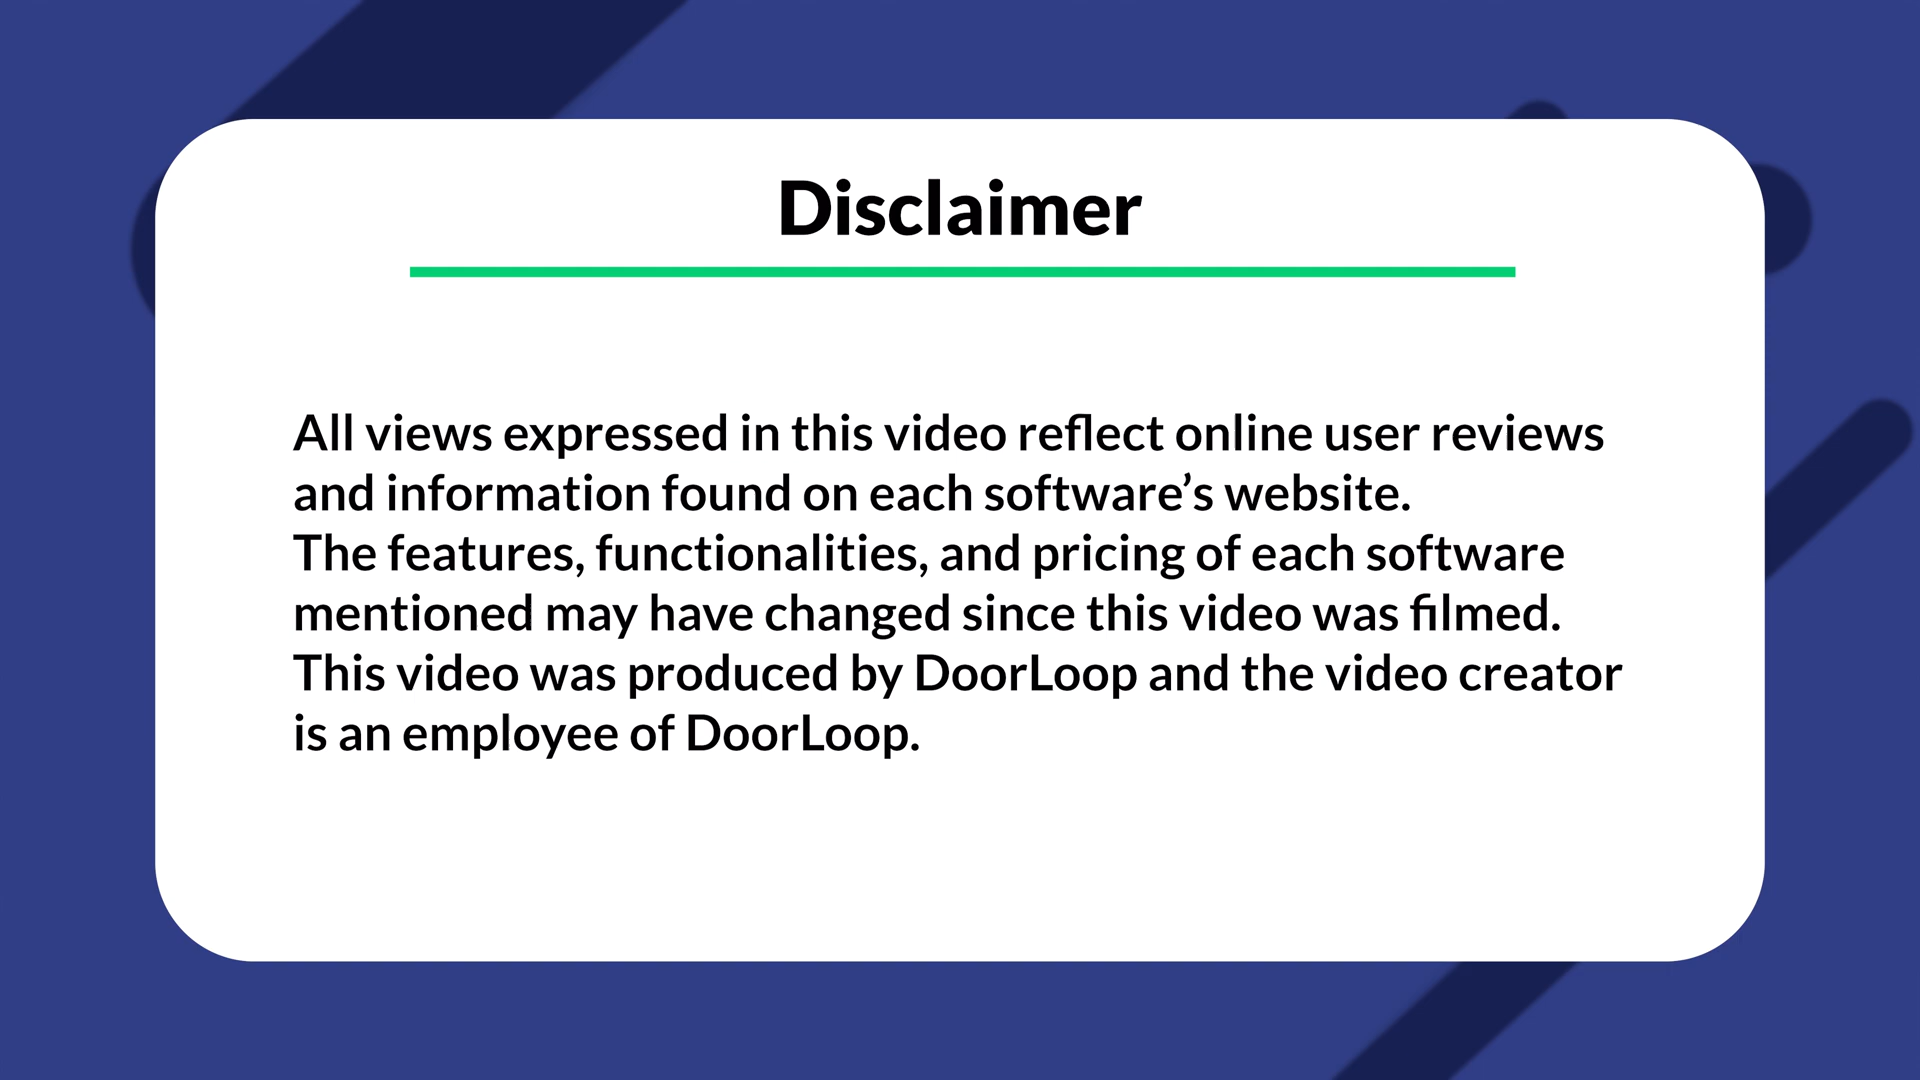 Disclaimer
All views expressed in this video reflect online user reviews
and information found on each software’s website.
The features, functionalities, and pricing of each software
mentioned may have changed since this video was filmed.
This video was produced by DoorLoop and the video creator
is an employee of DoorLoop.